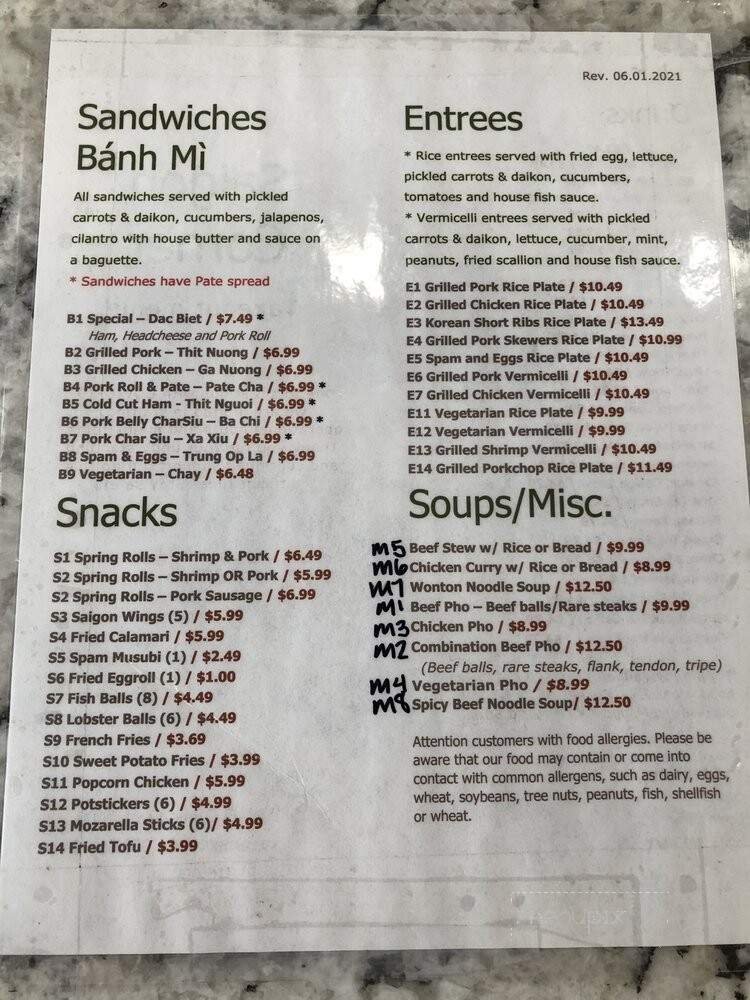 Rev. 06.01.2021
Sandwiches
Bánh Mì
All sandwiches served with pickled
carrots & daikon, cucumbers, jalapenos,
cilantro with house butter and sauce on
a baguette.
* Sandwiches have Pate spread
B1 Special – Dac Biet / $7.49 *
Ham, Headcheese and Pork Roll
B2 Grilled Pork – Thit Nuong / $6.99
B3 Grilled Chicken – Ga Nuong / $6.99
B4 Pork Roll & Pate – Pate Cha / $6.99 *
B5 Cold Cut Ham - Thit Nguoi / $6.99 *
B6 Pork Belly CharSiu – Ba Chi / $6.99 *
B7 Pork Char Siu – Xa Xiu / $6.99 *
B8 Spam & Eggs – Trung Op La / $6.99
B9 Vegetarian – Chay / $6.48
Snacks
S1 Spring Rolls – Shrimp & Pork / $6.49
S2 Spring Rolls – Shrimp OR Pork / $5.99
S2 Spring Rolls – Pork Sausage / $6.99
S3 Saigon Wings (5) / $5.99
S4 Fried Calamari / $5.99
S5 Spam Musubi (1) / $2.49
S6 Fried Eggroll (1) / $1.00
S7 Fish Balls (8) / $4.49
S8 Lobster Balls (6) / $4.49
S9 French Fries / $3.69
S10 Sweet Potato Fries / $3.99
S11 Popcorn Chicken / $5.99
S12 Potstickers (6) / $4.99
S13 Mozarella Sticks (6)/ $4.99
S14 Fried Tofu / $3.99
Entrees
* Rice entrees served with fried egg, lettuce,
pickled carrots & daikon, cucumbers,
tomatoes and house fish sauce.
* Vermicelli entrees served with pickled
carrots & daikon, lettuce, cucumber, mint,
peanuts, fried scallion and house fish sauce.
E1 Grilled Pork Rice Plate / $10.49
E2 Grilled Chicken Rice Plate / $10.49
E3 Korean Short Ribs Rice Plate / $13.49
E4 Grilled Pork Skewers Rice Plate / $10.99
E5 Spam and Eggs Rice Plate / $10.49
E6 Grilled Pork Vermicelli / $10.49
E7 Grilled Chicken Vermicelli / $10.49
E11 Vegetarian Rice Plate / $9.99
E12 Vegetarian Vermicelli / $9.99
E13 Grilled Shrimp Vermicelli / $10.49
E14 Grilled Porkchop Rice Plate / $11.49
Soups/Misc.
M5 Beef Stew w/ Rice or Bread / $9.99
M6 Chicken Curry w/ Rice or Bread / $8.99
M7 Wonton Noodle Soup / $12.50
M1 Beef Pho – Beef balls/Rare steaks / $9.99
M3 Chicken Pho / $8.99
M2 Combination Beef Pho / $12.50
(Beef balls, rare steaks, flank, tendon, tripe)
M4 Vegetarian Pho / $8.99
M8 Spicy Beef Noodle Soup/ $12.50
Attention customers with food allergies. Please be
aware that our food may contain or come into
contact with common allergens, such as dairy, eggs,
wheat, soybeans, tree nuts, peanuts, fish, shellfish
or wheat.